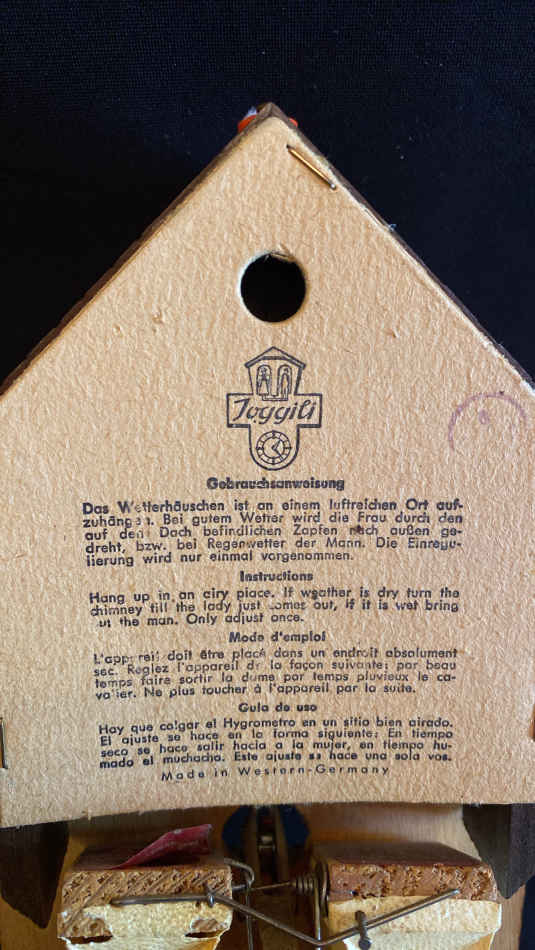 Joggili
Gebrauchsanweisung
Das Wetterhäuschen ist an einem luftreichen Ort auf-
zuhängen. Bei gutem Wetter wird die Frau durch den
auf dem Dach befindlichen Zapfen nach außen ge-
dreht, bzw. bei Regenwetter der Mann. Die Einregu-
lierung wird nur einmal vorgenommen.
Instructions
Hang up in an airy place. If weather is dry turn the
chimney till the lady just comes out, if it is wet bring
out the man. Only adjust once.
Mode d'emploi
L'appareil doit être placé dans un endroit absolument
sec. Reglez l'appareil de la façon suivante: par beau
temps faire sortir la dame par temps pluvieux le ca-
valier. Ne plus toucher à l'appareil par la suite.
Guia de uso
Hay que colgar el Hygrometro en un sitio bien airado.
El ajuste se hace en la forma siguiente: En tiempo
seco se hace salir hacia a la mujer, en tiempo hu-
mado el muchacha. Este ajuste se hace una sola vos.
Made in Western-Germany